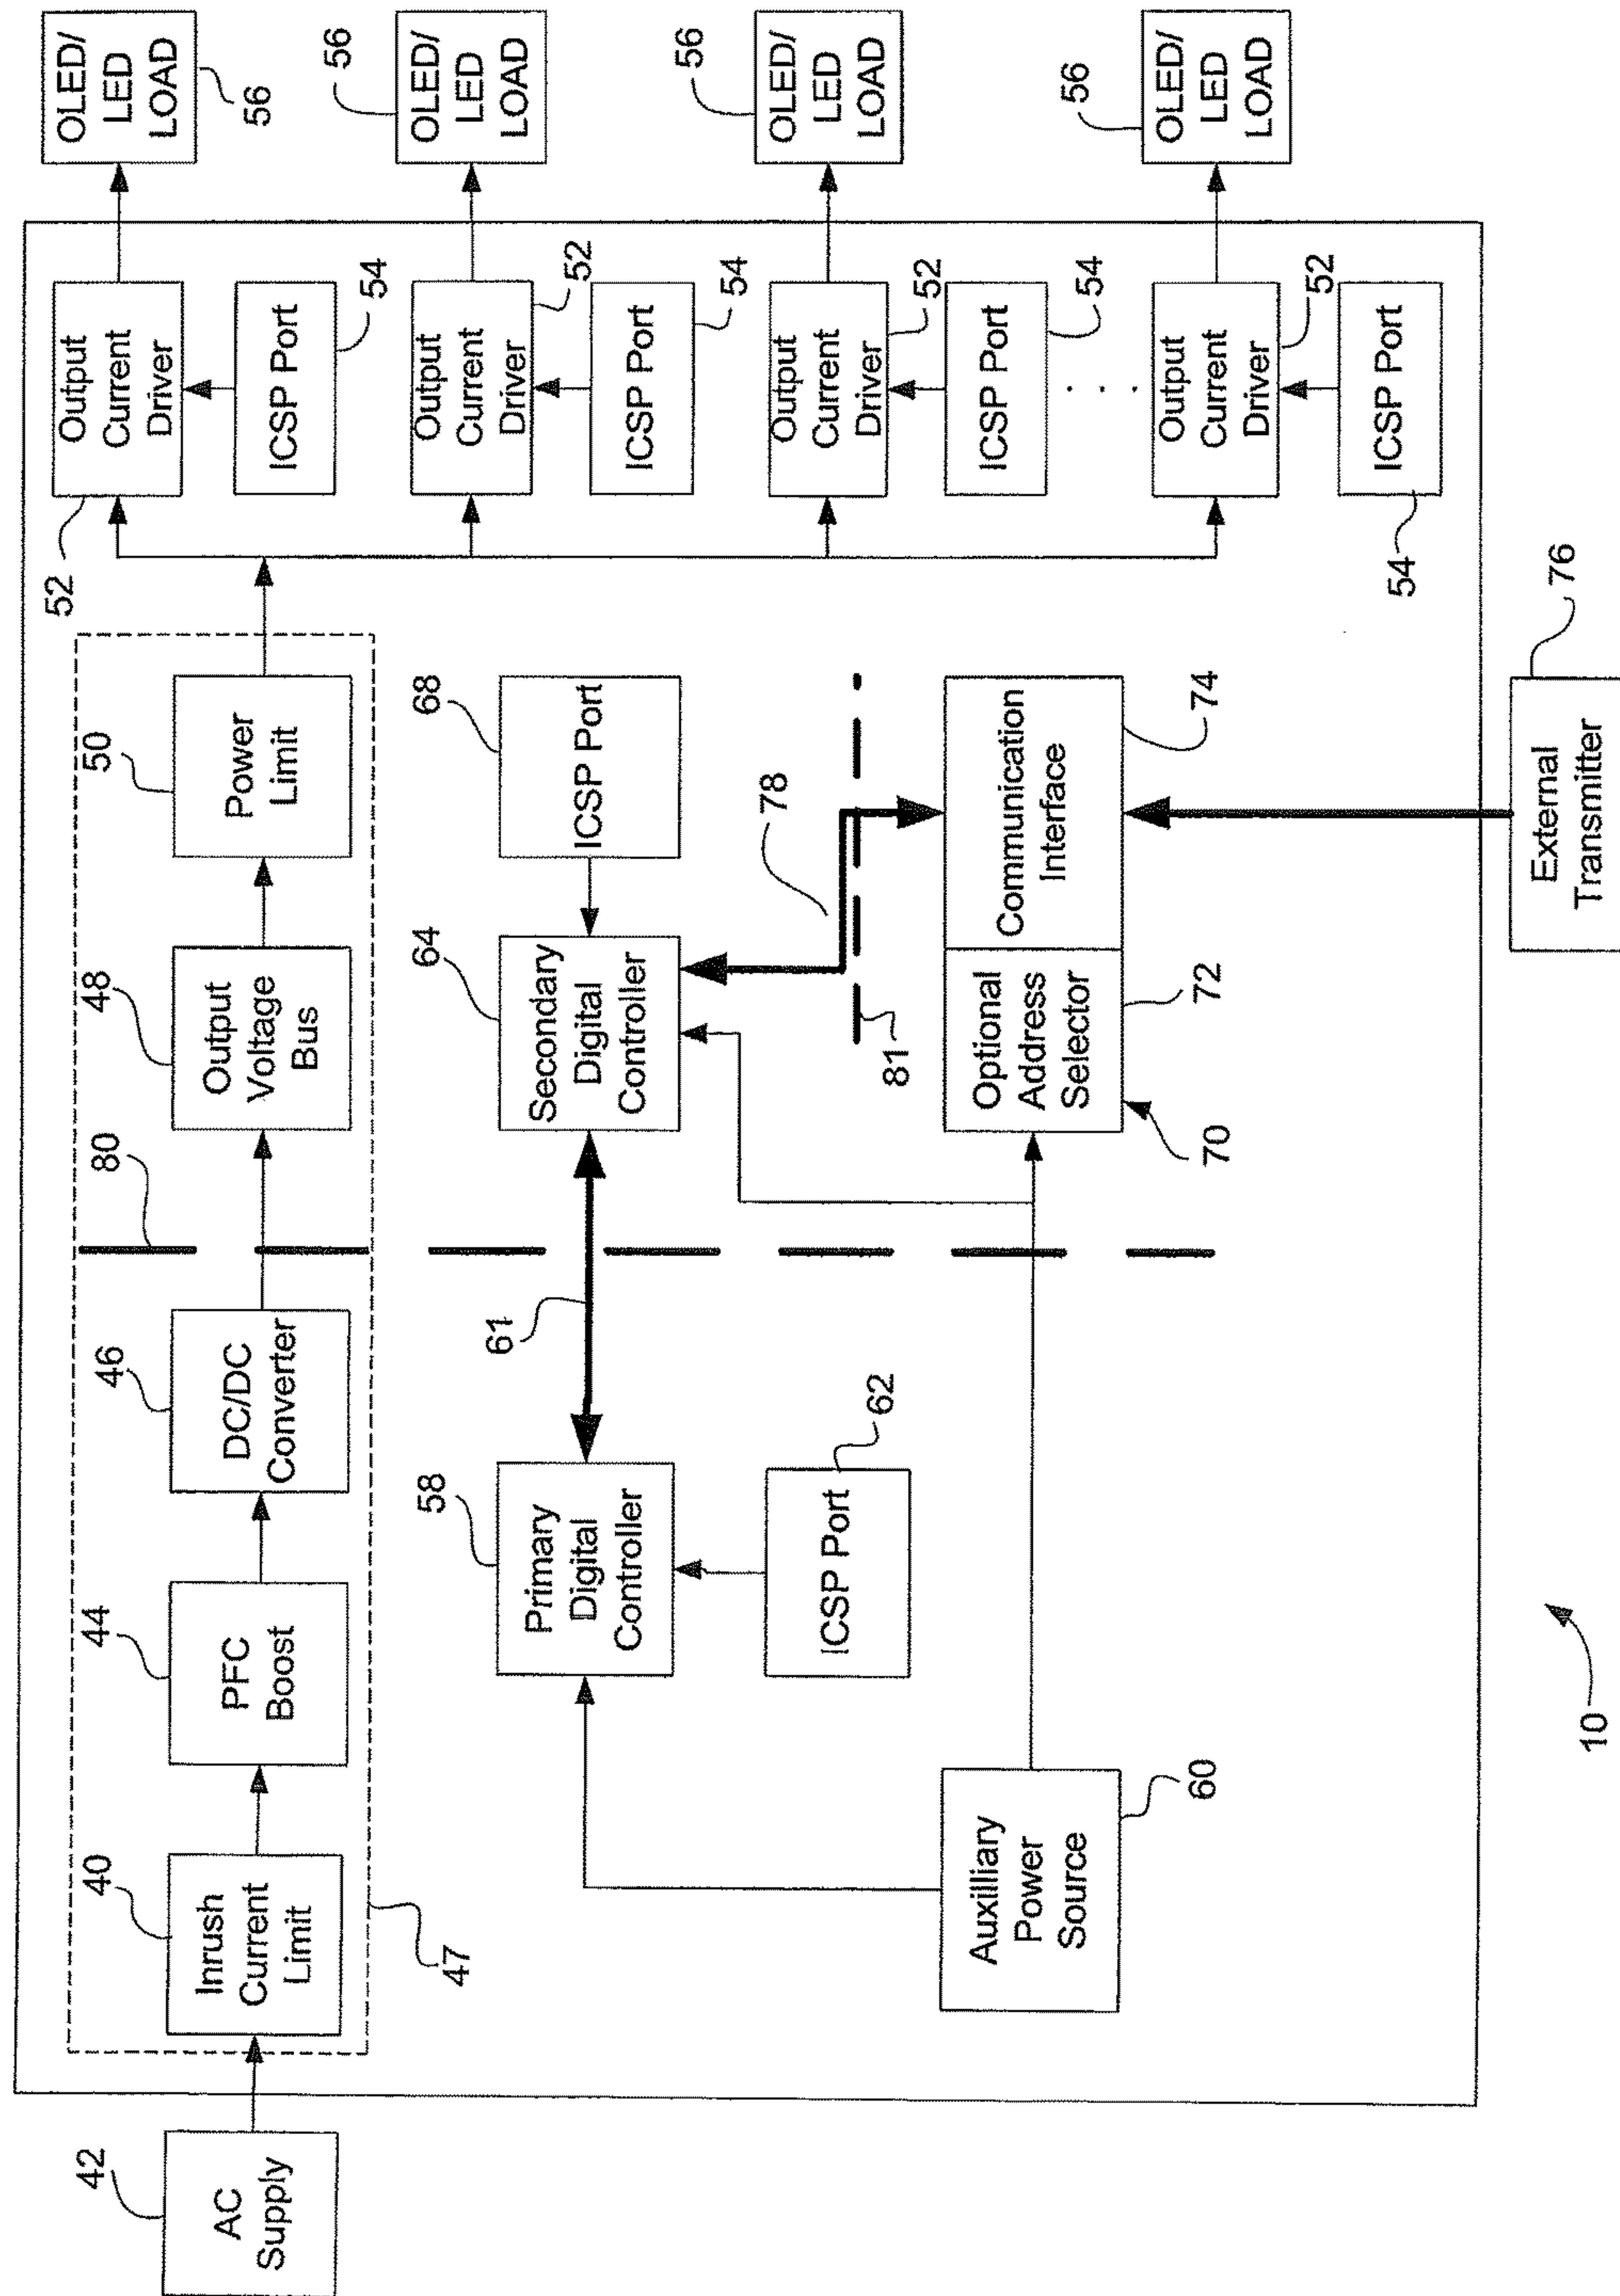 42
AC
Supply
40
Inrush
Current
Limit
44
PFC
Boost
46
DC/DC
Converter
80
48
Output
Voltage
Bus
50
Power
Limit
47
52
Output
Current
Driver
ICSP Port
54
OLED/
LED
LOAD
56
Output
Current
Driver
52
ICSP Port
54
56
OLED/
LED
LOAD
Output
Current
Driver
52
ICSP Port
54
56
OLED/
LED
LOAD
. . .
Output
Current
Driver
52
ICSP Port
54
56
OLED/
LED
LOAD
58
Primary
Digital
Controller
61
62
ICSP Port
64
Secondary
Digital
Controller
68
ICSP Port
78
81
Auxilliary
Power
Source
60
Optional
Address
Selector
70
72
Communication
Interface
74
76
External
Transmitter
10